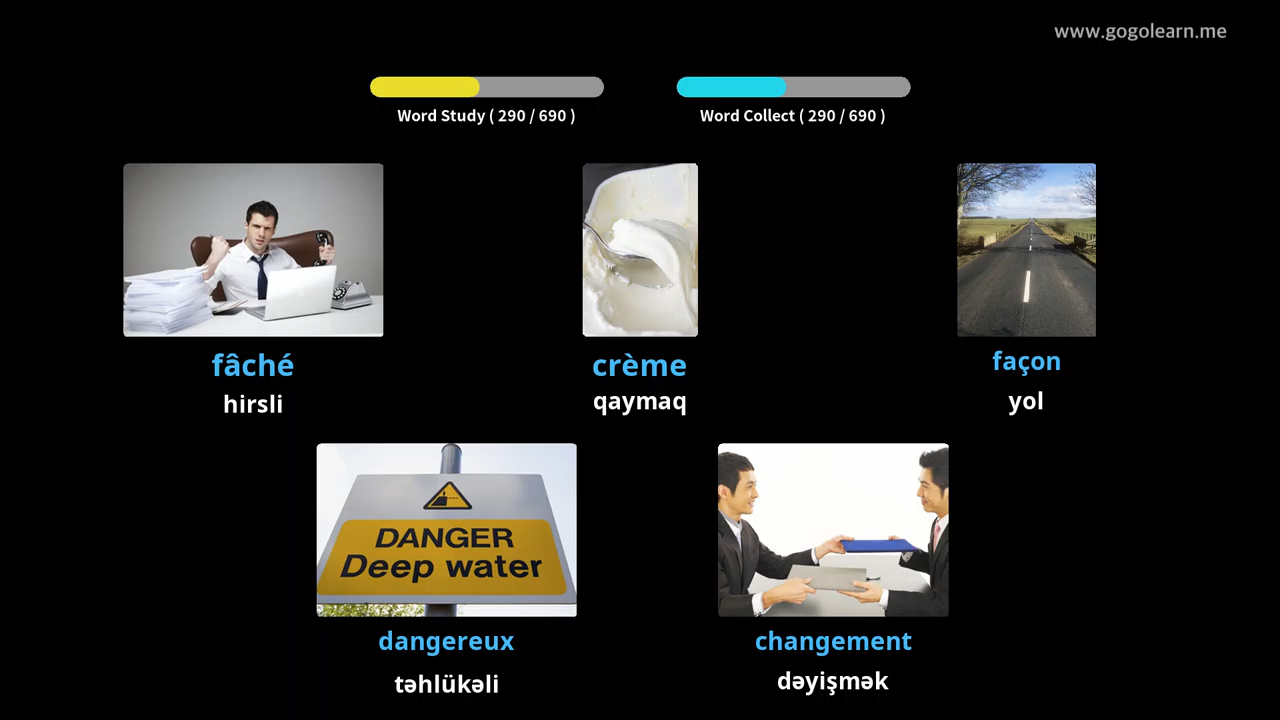 www.gogolearn.me
Word Study ( 290 / 690 )
Word Collect ( 290 / 690 )
fâché
hirsli
crème
qaymaq
façon
yol
DANGER
Deep water
dangereux
təhlükəli
changement
dəyişmək